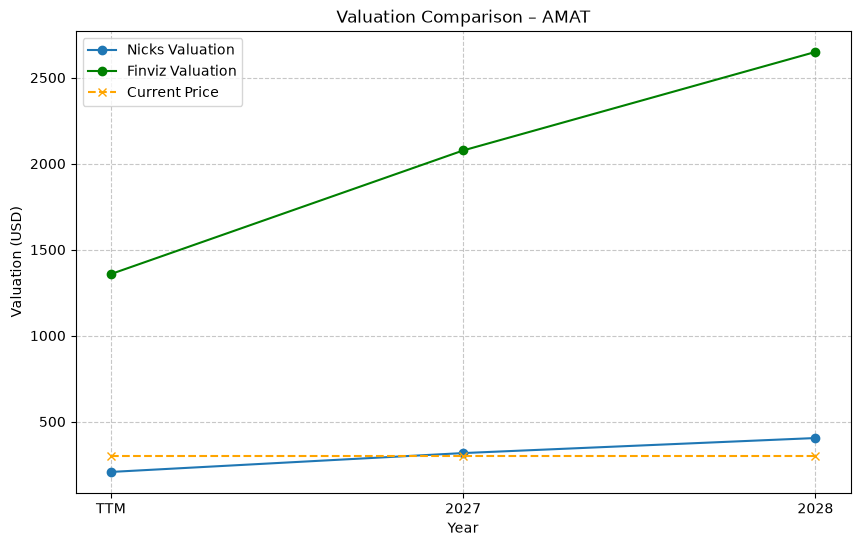 Valuation Comparison – AMAT
Nicks Valuation
Finviz Valuation
Current Price
Valuation (USD)
2500
2000
1500
1000
500
TTM
2027
2028
Year